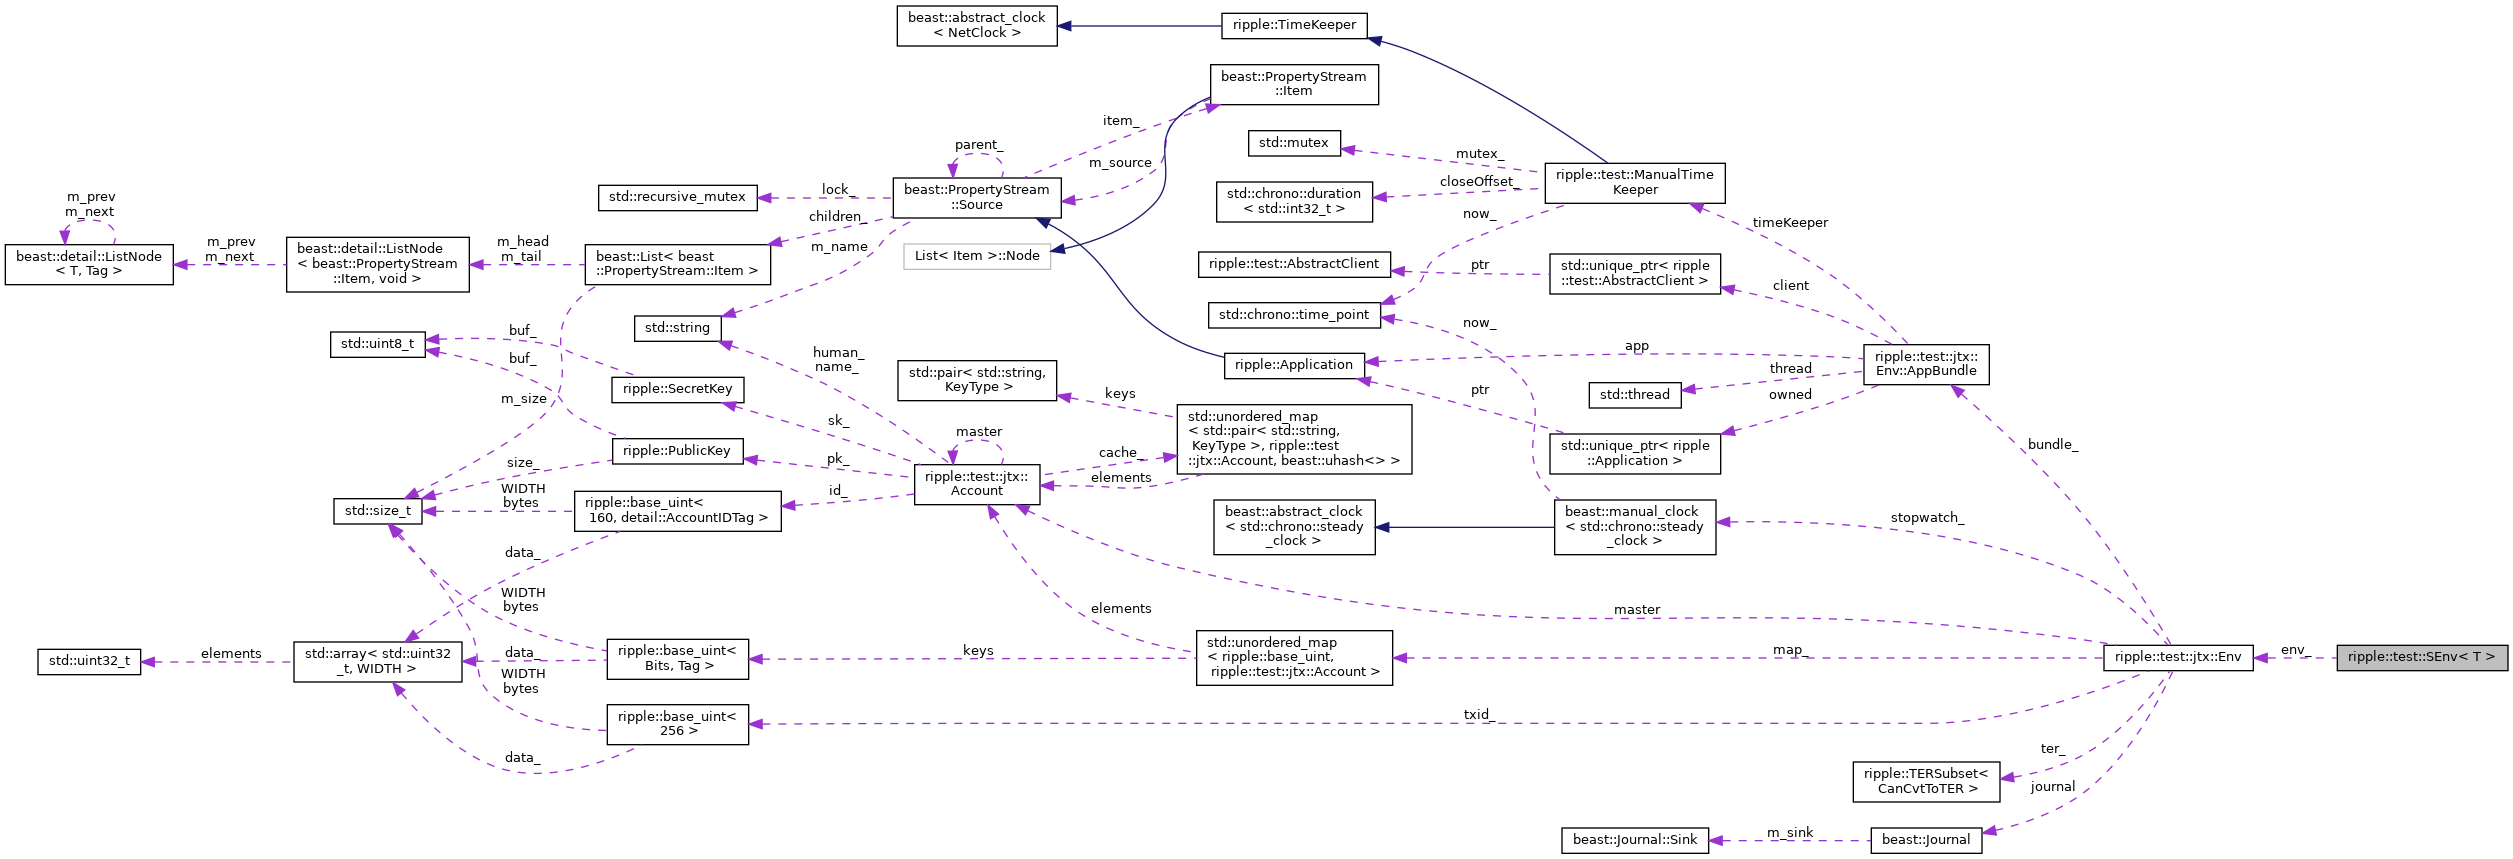 beast::abstract_clock
< NetClock >
ripple::TimeKeeper
beast::PropertyStream
::Item
item_
std::mutex
parent_
m_source
mutex_
ripple::test::ManualTime
Keeper
beast::PropertyStream
::Source
lock_
std::recursive_mutex
std::chrono::duration
< std::int32_t >
closeOffset_
m_prev
m_next
children_
now_
timeKeeper
beast::detail::ListNode
< T, Tag >
m_prev
m_next
beast::detail::ListNode
< beast::PropertyStream
::Item, void >
m_head
m_tail
beast::List< beast
::PropertyStream::Item >
m_name
List< Item >::Node
ripple::test::AbstractClient
ptr
std::unique_ptr< ripple
::test::AbstractClient >
client
std::chrono::time_point
std::string
buf_
std::uint8_t
buf_
now_
human_
name_
ripple::Application
app
ripple::test::jtx::
Env::AppBundle
std::pair< std::string,
KeyType >
ripple::SecretKey
thread
std::thread
ptr
owned
keys
m_size
sk_
master
std::unordered_map
< std::pair< std::string,
KeyType >, ripple::test
::jtx::Account, beast::uhash<> >
std::unique_ptr< ripple
::Application >
bundle_
ripple::PublicKey
size_
pk_
cache_
elements
ripple::test::jtx::
Account
id_
std::size_t
WIDTH
bytes
ripple::base_uint<
160, detail::AccountIDTag >
beast::abstract_clock
< std::chrono::steady
_clock >
beast::manual_clock
< std::chrono::steady
_clock >
stopwatch_
data_
WIDTH
bytes
elements
master
std::uint32_t
elements
std::array< std::uint32
_t, WIDTH >
data_
ripple::base_uint<
Bits, Tag >
keys
std::unordered_map
< ripple::base_uint,
ripple::test::jtx::Account >
map_
ripple::test::jtx::Env
env_
ripple::test::SEnv< T >
WIDTH
bytes
ripple::base_uint<
256 >
txid_
data_
ter_
ripple::TERSubset<
CanCvtToTER >
journal
beast::Journal::Sink
m_sink
beast::Journal